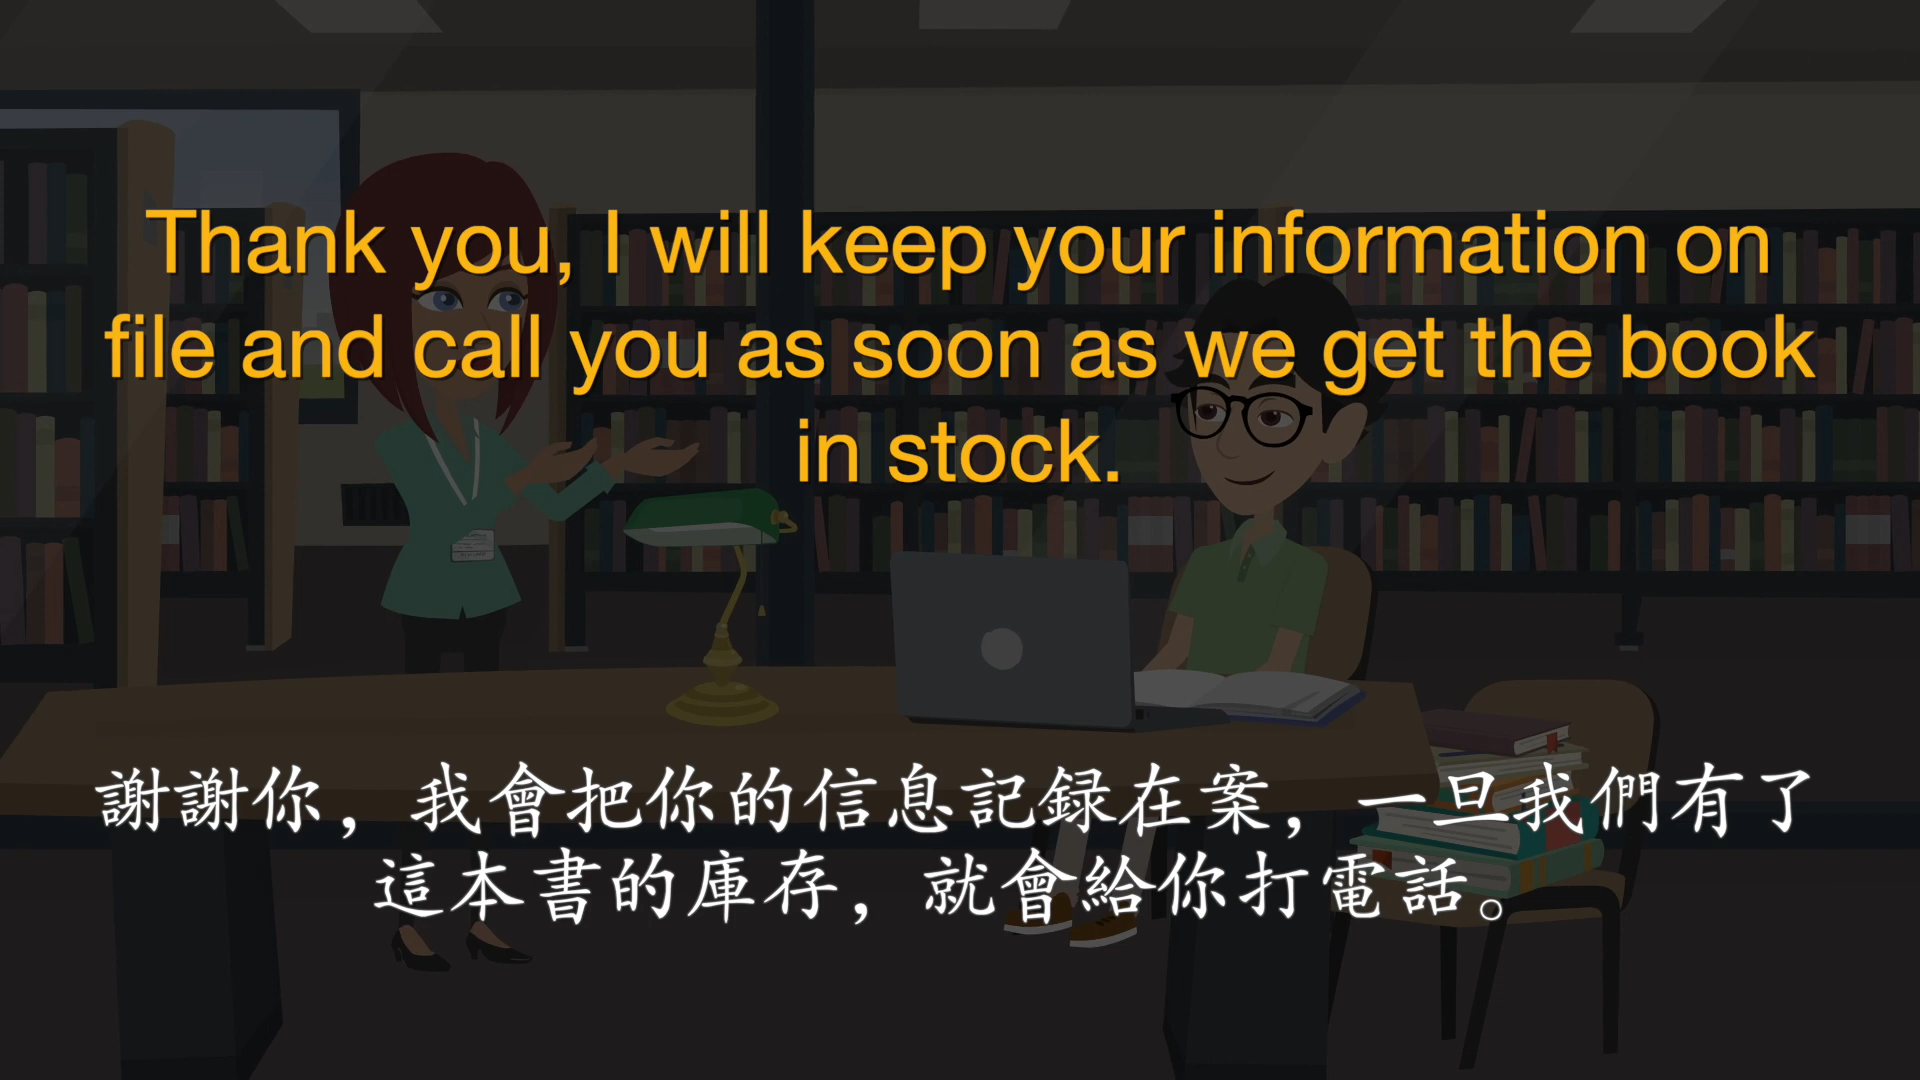 Thank you, I will keep your information on
file and call you as soon as we get the book
in stock.
謝謝你，我會把你的信息記録在案，一旦我們有了
這本書的庫存，就會給你打電話。